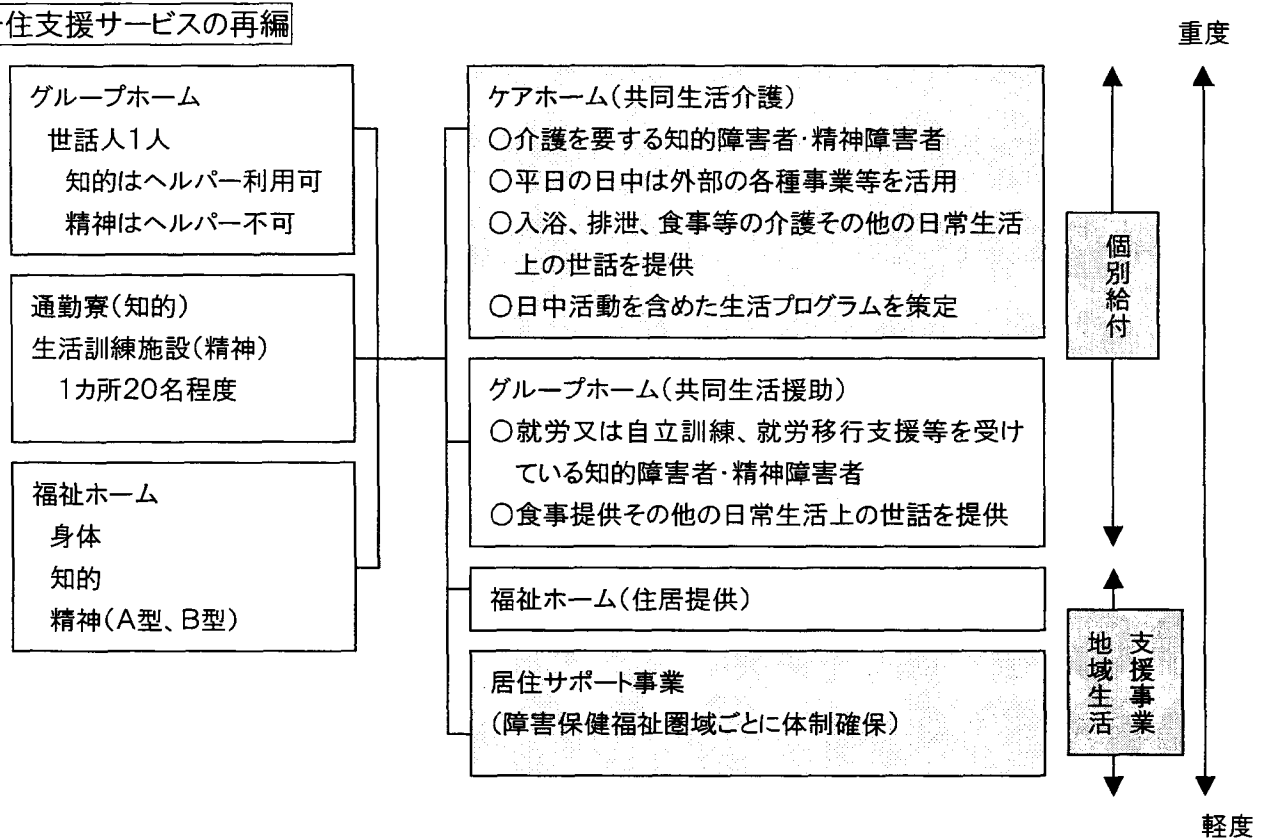 住支援サービスの再編
重度
グループホーム
世話人1人
知的はヘルパー利用可
精神はヘルパー不可
通勤寮(知的)
生活訓練施設(精神)
1カ所20名程度
福祉ホーム
身体
知的
精神(A型、B型)
ケアホーム(共同生活介護)
○介護を要する知的障害者・精神障害者
○平日の日中は外部の各種事業等を活用
○入浴、排泄、食事等の介護その他の日常生活
上の世話を提供
○日中活動を含めた生活プログラムを策定
グループホーム(共同生活援助)
○就労又は自立訓練、就労移行支援等を受け
ている知的障害者・精神障害者
○食事提供その他の日常生活上の世話を提供
福祉ホーム(住居提供)
居住サポート事業
(障害保健福祉圏域ごとに体制確保)
個別給付
地域生活
支援事業
軽度